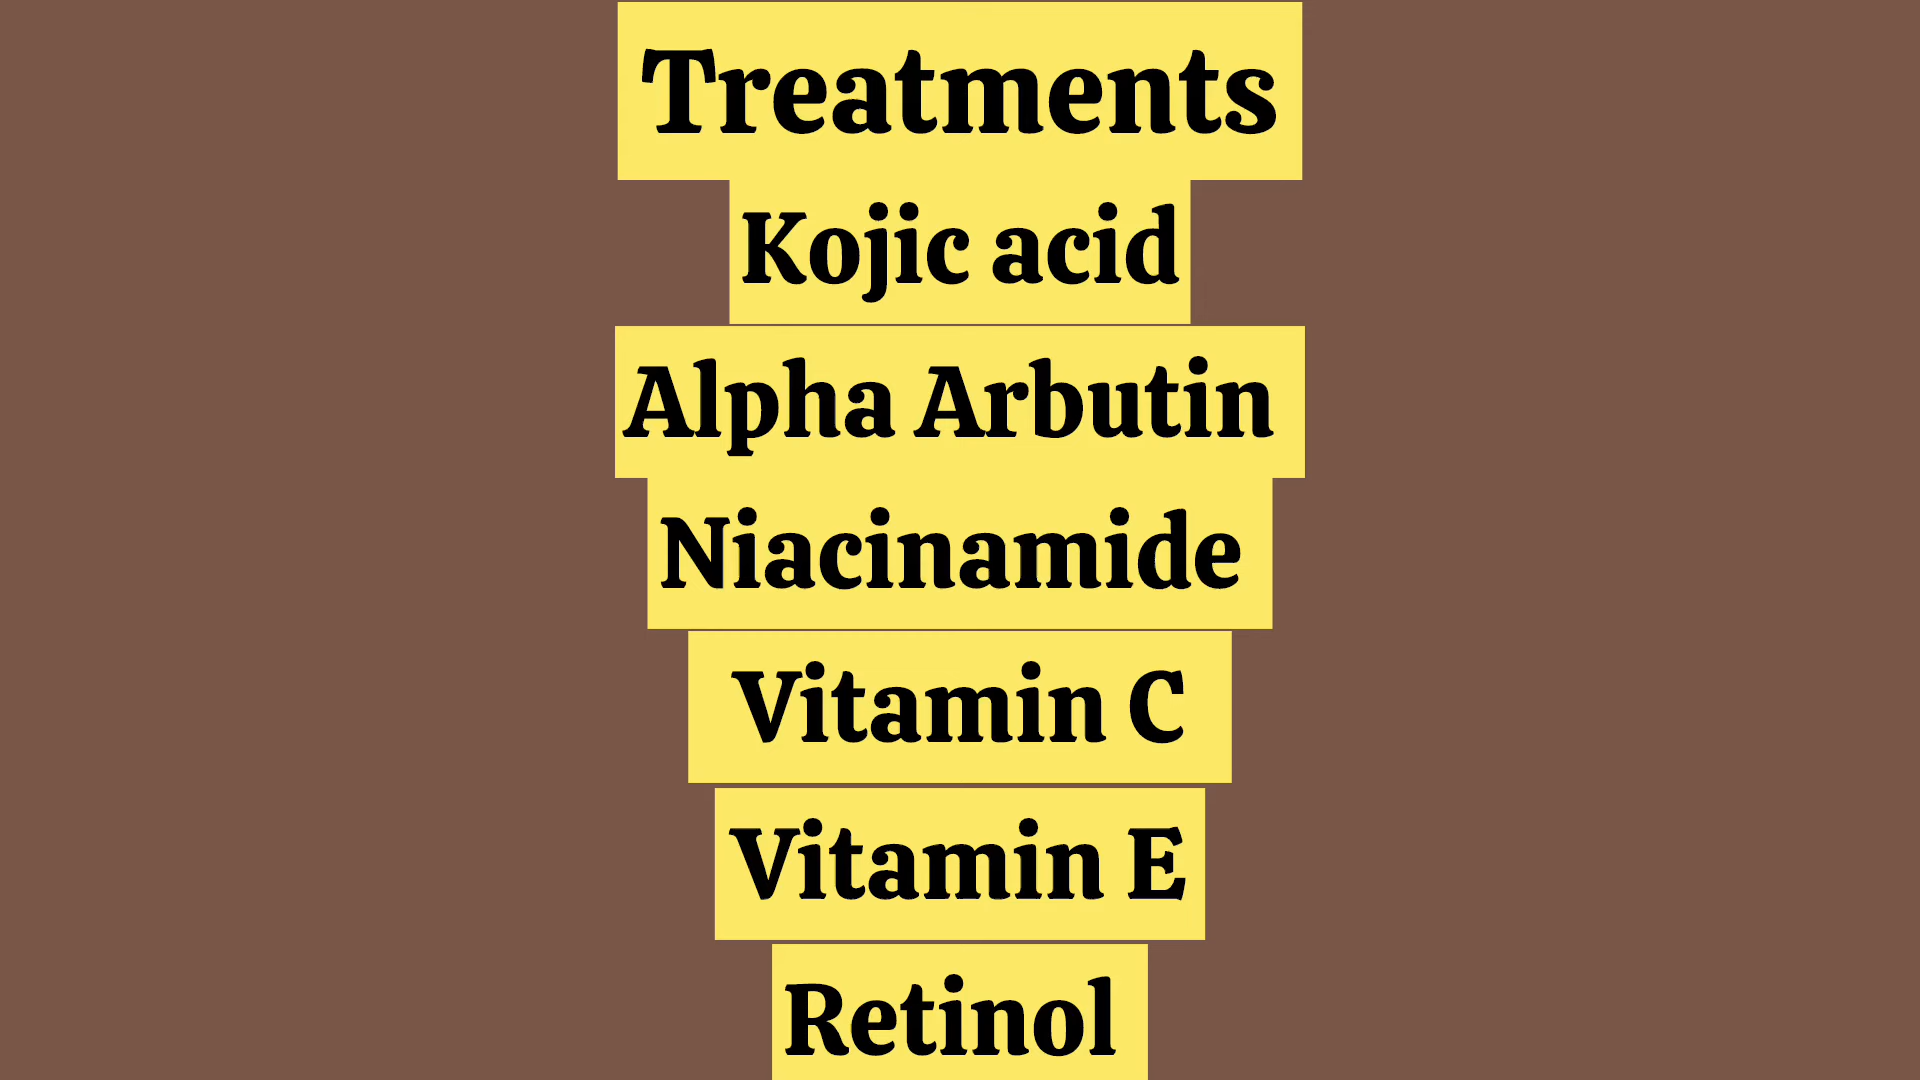 Treatments
Kojic acid
Alpha Arbutin
Niacinamide
Vitamin C
Vitamin E
Retinol